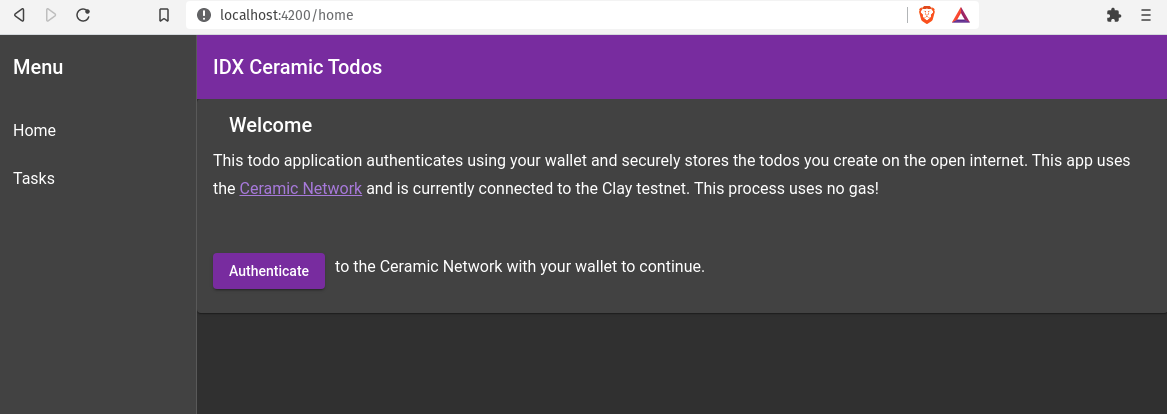 localhost:4200/home
Menu
IDX Ceramic Todos
Home
Tasks
Welcome
This todo application authenticates using your wallet and securely stores the todos you create on the open internet. This app uses
the Ceramic Network and is currently connected to the Clay testnet. This process uses no gas!
Authenticate to the Ceramic Network with your wallet to continue.